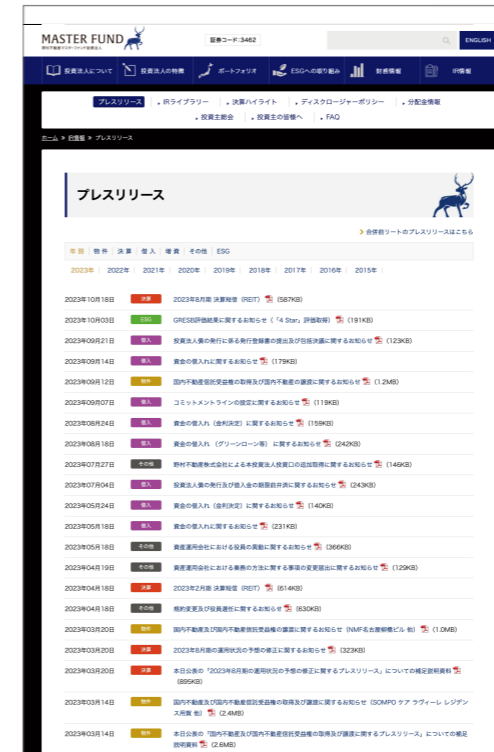 MASTER FUND
野村不動産マスターファンド投資法人
証券コード:3462
ENGLISH
投資法人について 投資法人の特徴 ポートフォリオ ESGへの取り組み 財務情報 IR情報
プレスリリース IRライブラリー 決算ハイライト ディスクロージャーポリシー 分配金情報
投資主総会 投資主の皆様へ FAQ
ホーム » IR情報 » プレスリリース
プレスリリース
合併前リートのプレスリリースはこちら
年別 物件 決算 借入 増資 その他 ESG
2023年 2022年 2021年 2020年 2019年 2018年 2017年 2016年 2015年
2023年10月18日 決算 2023年8月期 決算短信（REIT） (587KB)
2023年10月03日 ESG GRESB評価結果に関するお知らせ（「4 Star」評価取得） (191KB)
2023年09月21日 借入 投資法人債の発行に係る発行登録書の提出及び包括決議に関するお知らせ (123KB)
2023年09月14日 借入 資金の借入れに関するお知らせ (179KB)
2023年09月12日 物件 国内不動産信託受益権の取得及び国内不動産の譲渡に関するお知らせ (1.2MB)
2023年09月07日 借入 コミットメントラインの設定に関するお知らせ (119KB)
2023年08月24日 借入 資金の借入れ（金利決定）に関するお知らせ (159KB)
2023年08月18日 借入 資金の借入れ （グリーンローン等） に関するお知らせ (242KB)
2023年07月27日 その他 野村不動産株式会社による本投資法人投資口の追加取得に関するお知らせ (146KB)
2023年07月04日 借入 投資法人債の発行及び借入金の期限前弁済に関するお知らせ (243KB)
2023年05月24日 借入 資金の借入れ（金利決定）に関するお知らせ (140KB)
2023年05月18日 借入 資金の借入れに関するお知らせ (231KB)
2023年05月18日 その他 資産運用会社における役員の異動に関するお知らせ (366KB)
2023年04月19日 その他 資産運用会社における業務の方法に関する事項の変更届出に関するお知らせ (129KB)
2023年04月18日 決算 2023年2月期 決算短信（REIT） (614KB)
2023年04月18日 その他 規約変更及び役員選任に関するお知らせ (630KB)
2023年03月20日 物件 国内不動産及び国内不動産信託受益権の譲渡に関するお知らせ（NMF名古屋柳橋ビル 他） (1.0MB)
2023年03月20日 決算 2023年8月期の運用状況の予想の修正に関するお知らせ (323KB)
2023年03月20日 決算 本日公表の「2023年8月期の運用状況の予想の修正に関するプレスリリース」についての補足説明資料
(895KB)
2023年03月14日 物件 国内不動産及び国内不動産信託受益権の取得及び譲渡に関するお知らせ（SOMPO ケア ラヴィーレ レジデン
ス用賀 他） (2.4MB)
2023年03月14日 物件 本日公表の「国内不動産及び国内不動産信託受益権の取得及び譲渡に関するプレスリリース」についての補足
説明資料 (2.6MB)